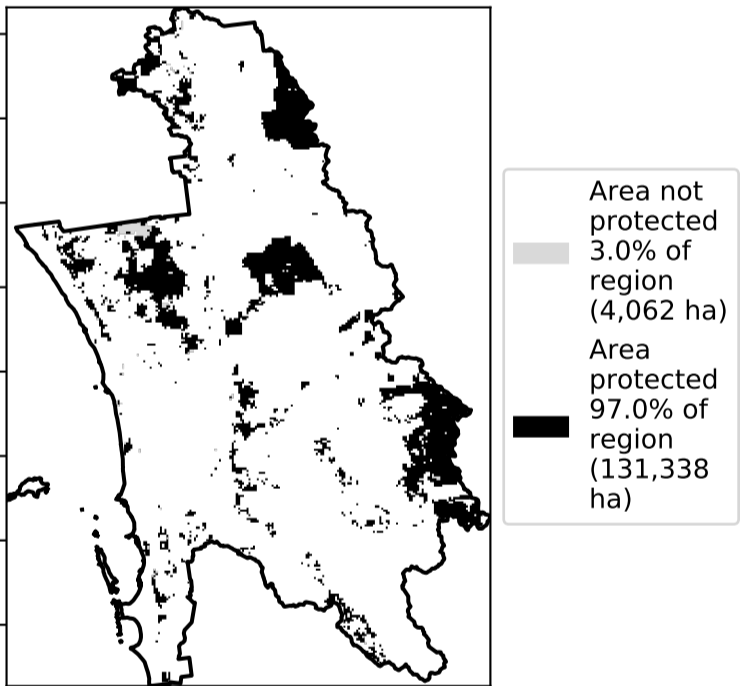 Area not
protected
3.0% of
region
(4,062 ha)
Area
protected
97.0% of
region
(131,338
ha)